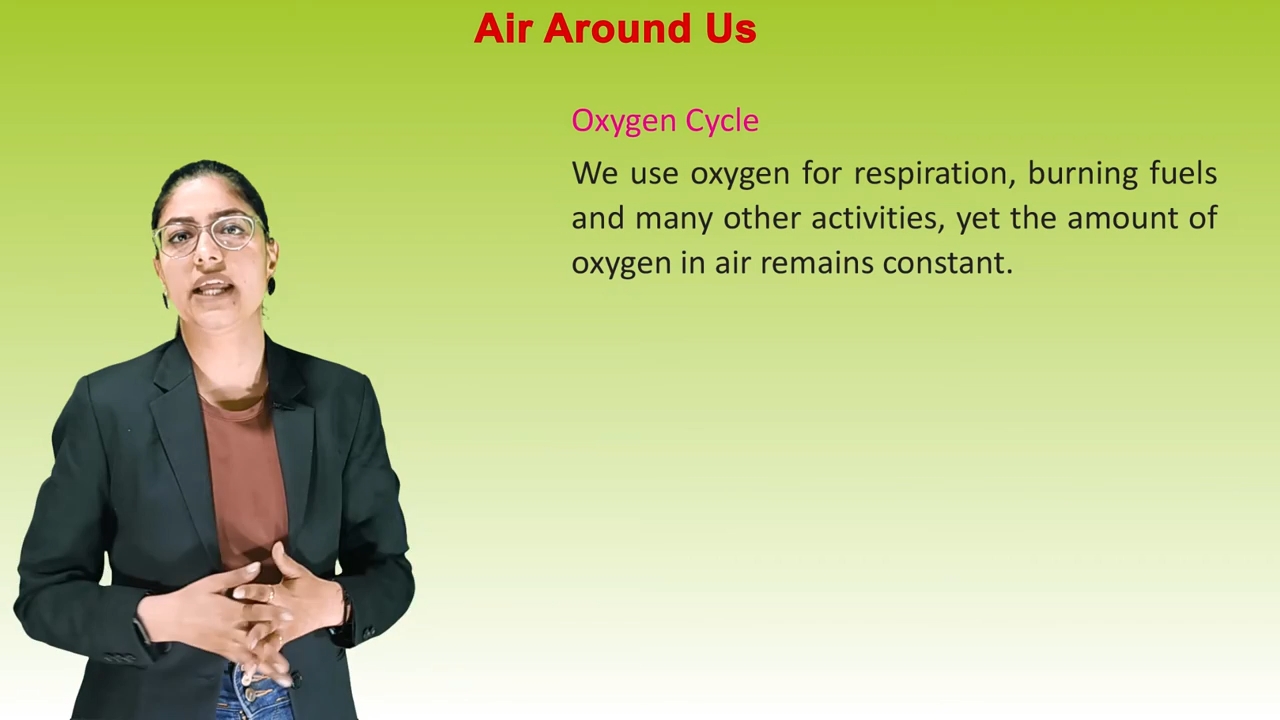 Air Around Us
Oxygen Cycle
We use oxygen for respiration, burning fuels
and many other activities, yet the amount of
oxygen in air remains constant.